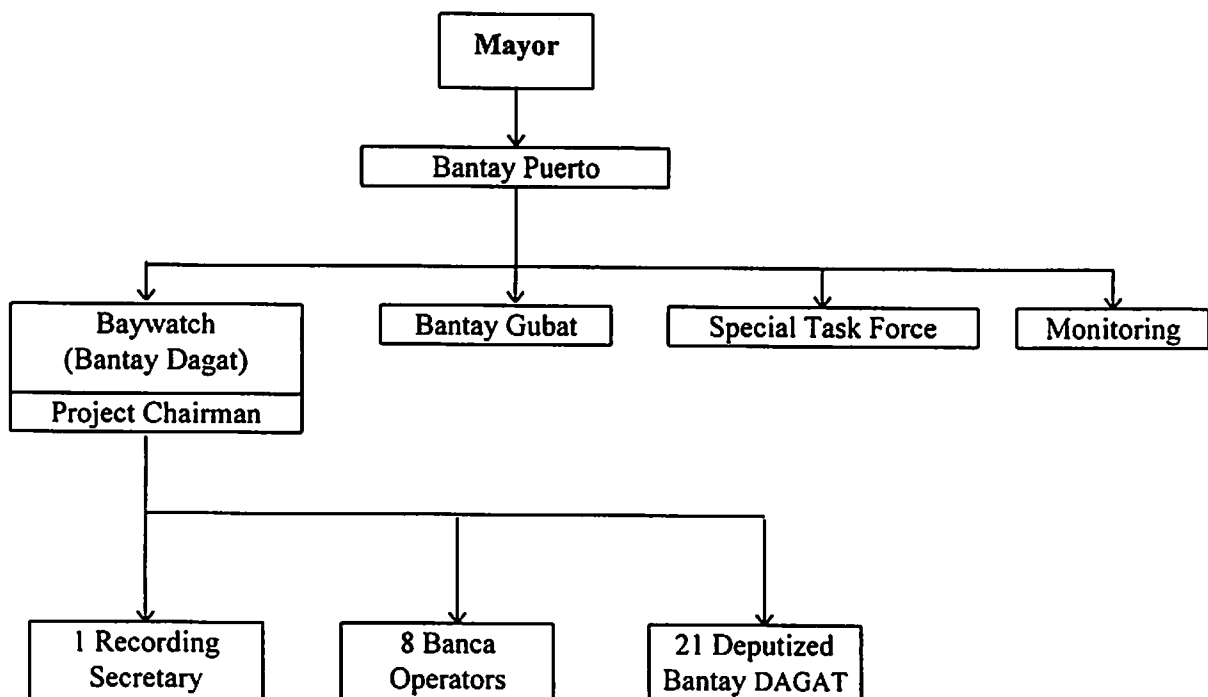 Mayor
Bantay Puerto
Baywatch
(Bantay Dagat)
Project Chairman
Bantay Gubat
Special Task Force
Monitoring
1 Recording
Secretary
8 Banca
Operators
21 Deputized
Bantay DAGAT